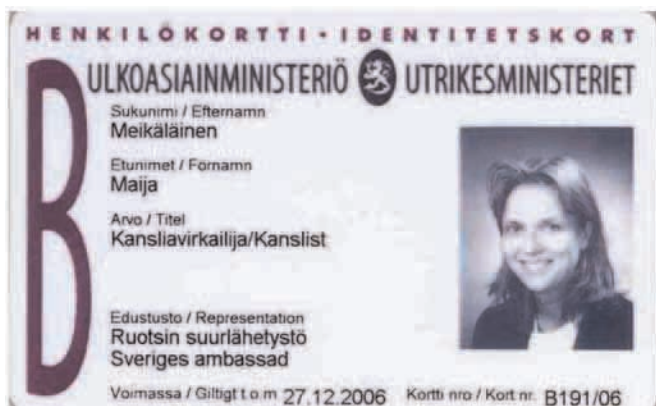 HENKILÖKORTTI • IDENTITETSKORT
B
ULKOASIAINMINISTERIÖ UTRIKESMINISTERIET
Sukunimi / Efternamn
Meikäläinen
Etunimet / Förnamn
Maija
Arvo / Titel
Kansliavirkailija/Kanslist
Edustusto / Representation
Ruotsin suurlähetystö
Sveriges ambassad
Voimassa / Giltigt t o m 27.12.2006 Kortti nro / Kort nr. B191/06